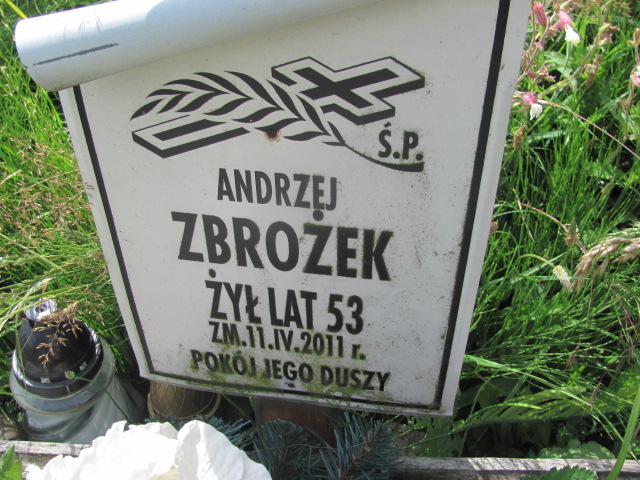 Ś.P.
ANDRZEJ
ZBROŻEK
ŻYŁ LAT 53
ZM.11.IV.2011 r.
POKÓJ JEGO DUSZY